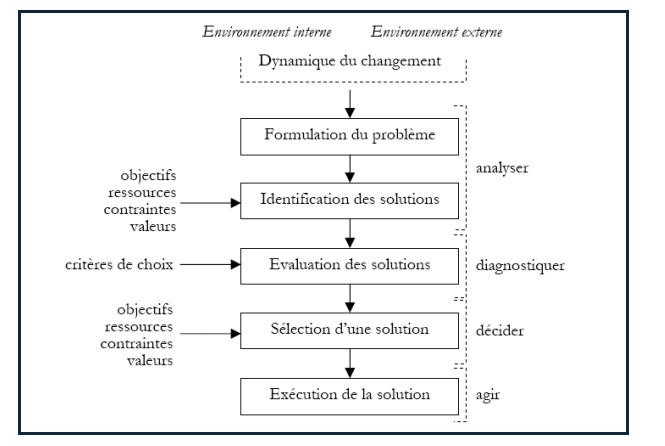 Environnement interne Environnement externe
Dynamique du changement
Formulation du problème
analyser
objectifs
ressources
contraintes
valeurs
Identification des solutions
critères de choix
Evaluation des solutions
diagnostiquer
objectifs
ressources
contraintes
valeurs
Sélection d'une solution
décider
Exécution de la solution
agir